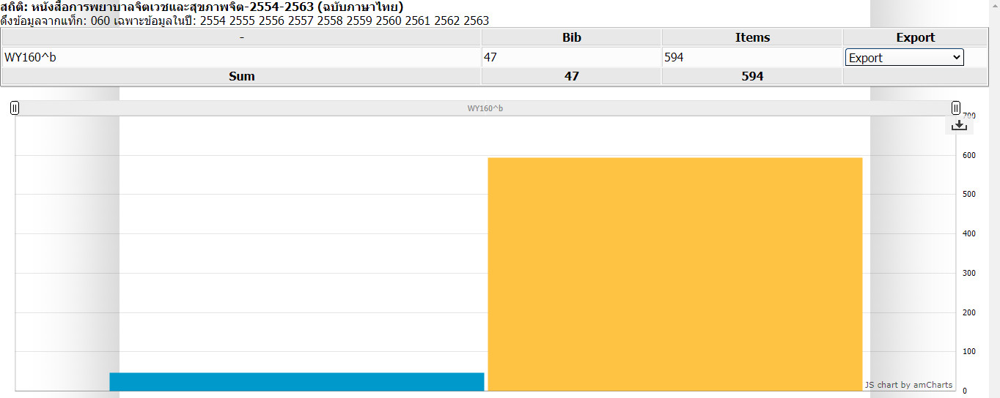 สถิติ: หนังสือการพยาบาลจิตเวชและสุขภาพจิต-2554-2563 (ฉบับภาษาไทย)
ดึงข้อมูลจากแท็ก: 060 เฉพาะข้อมูลในปี: 2554 2555 2556 2557 2558 2559 2560 2561 2562 2563
- Bib Items Export
WY160^b 47 594 Export
Sum 47 594
WY160^b
700
600
500
400
300
200
100
JS chart by amCharts
0